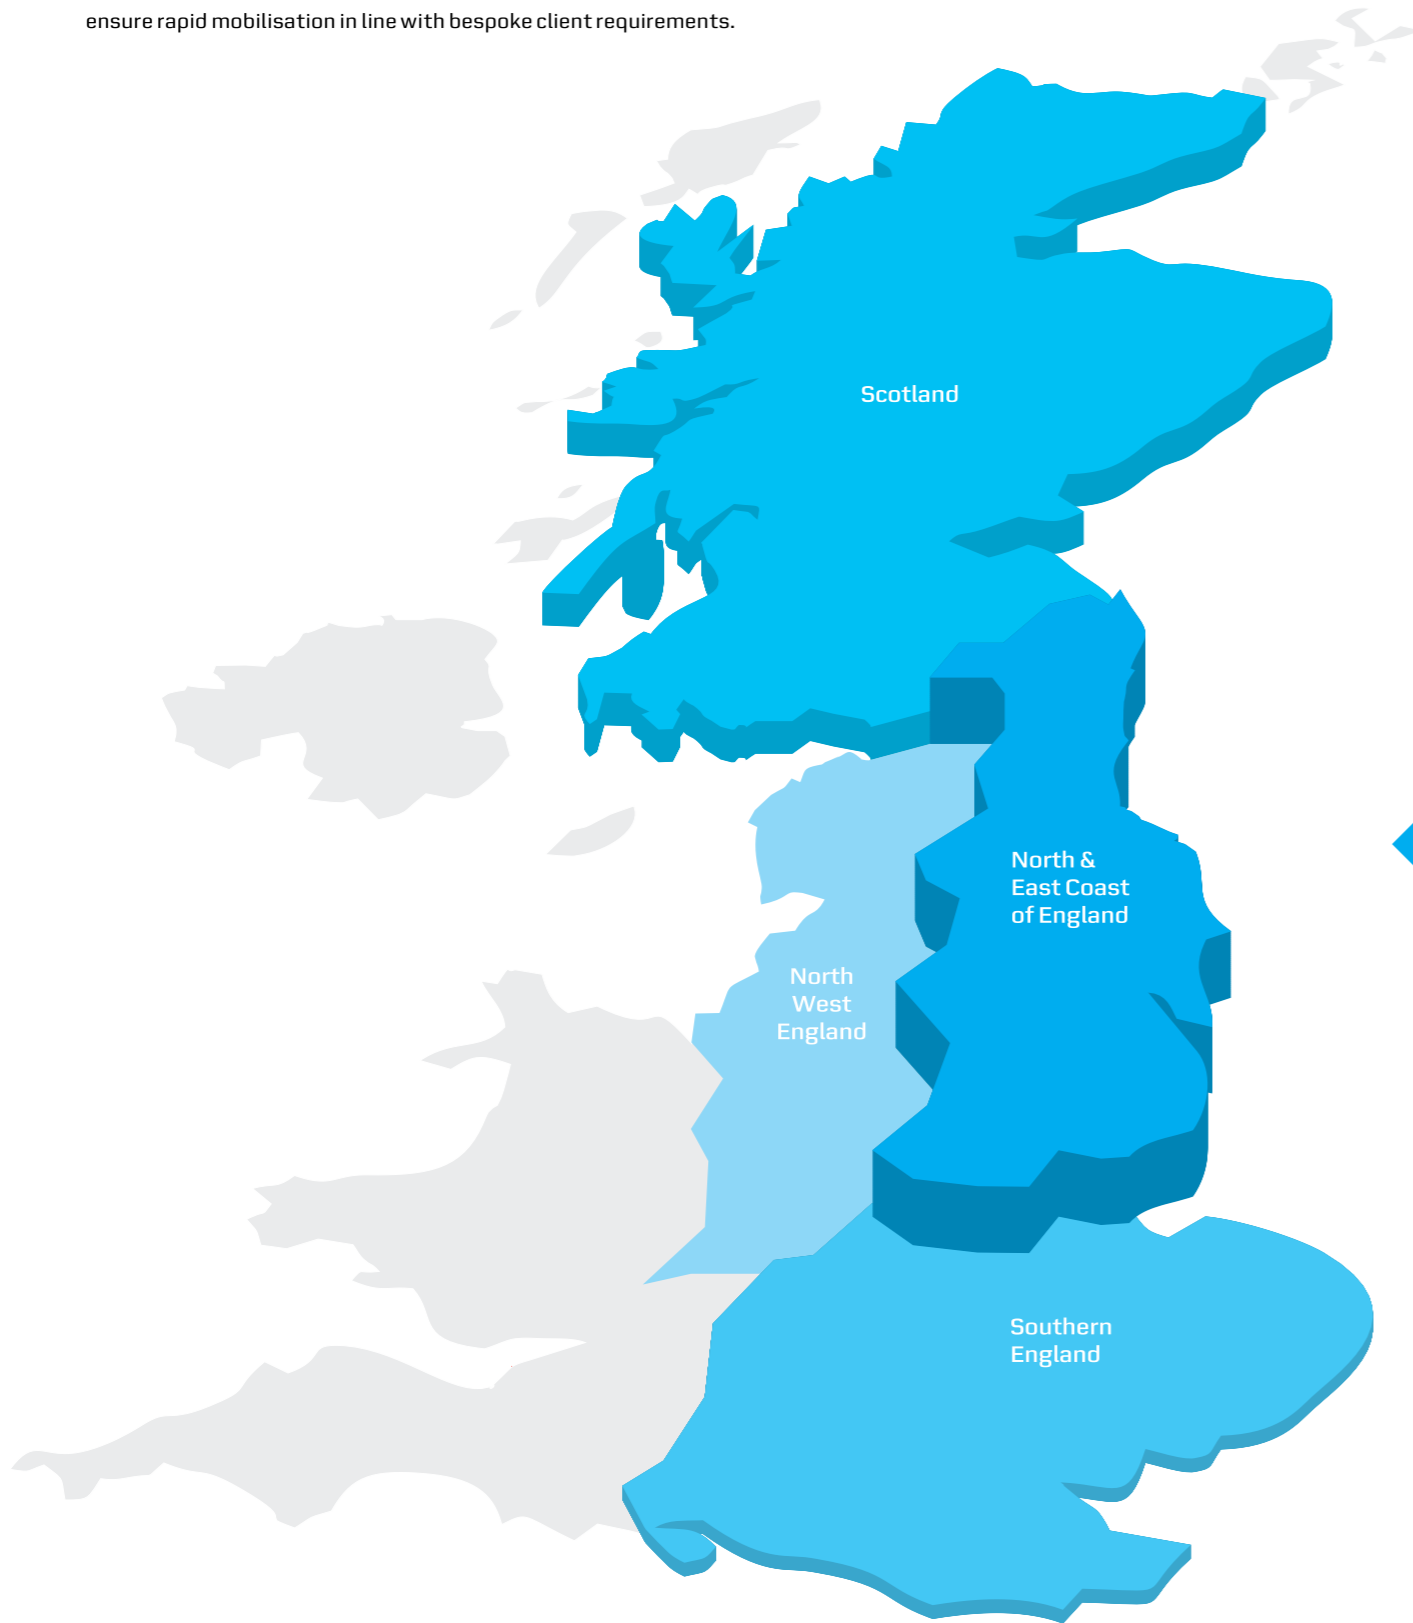 ensure rapid mobilisation in line with bespoke client requirements.
Scotland
North &
East Coast
of England
North
West
England
Southern
England